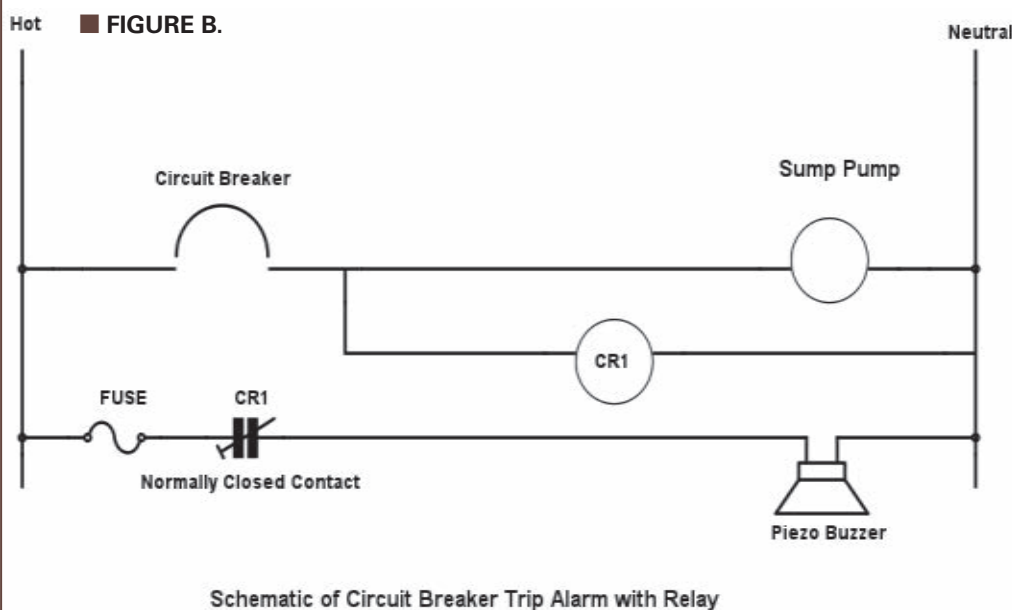 Hot
■ FIGURE B.
Neutral
Circuit Breaker
Sump Pump
CR1
FUSE
CR1
Normally Closed Contact
Piezo Buzzer
Schematic of Circuit Breaker Trip Alarm with Relay